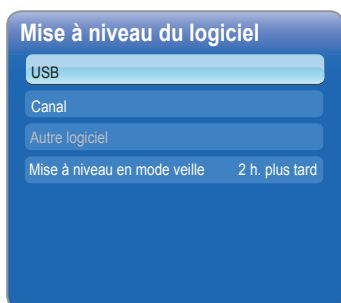 Mise à niveau du logiciel
USB
Canal
Autre logiciel
Mise à niveau en mode veille 2 h. plus tard